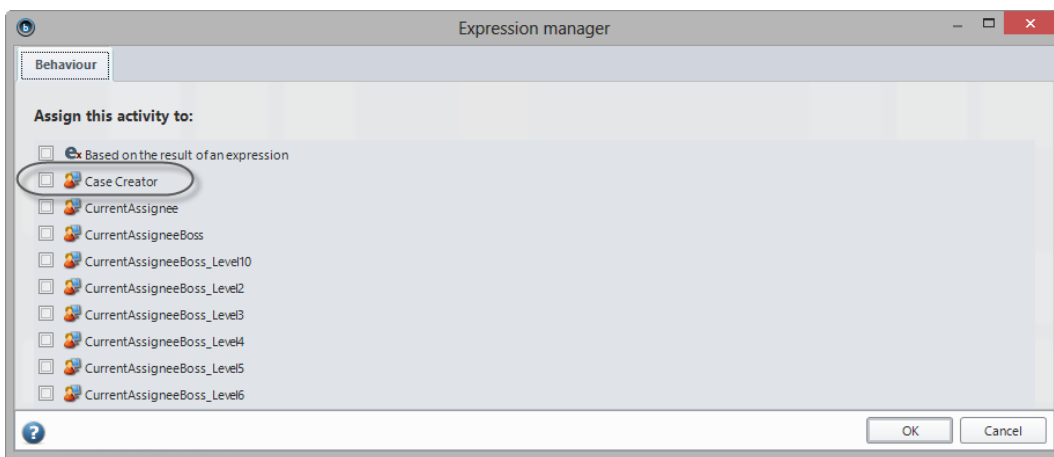 Expression manager
Behaviour
Assign this activity to:
Based on the result of an expression
Case Creator
CurrentAssignee
CurrentAssigneeBoss
CurrentAssigneeBoss_Level10
CurrentAssigneeBoss_Level2
CurrentAssigneeBoss_Level3
CurrentAssigneeBoss_Level4
CurrentAssigneeBoss_Level5
CurrentAssigneeBoss_Level6
OK Cancel